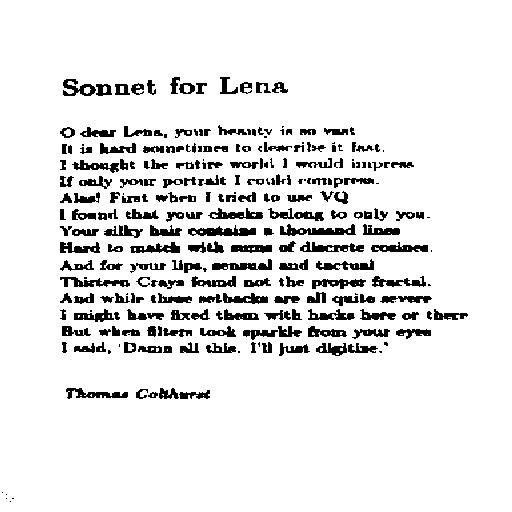 Sonnet for Lena
O dear Lena, your beauty is so vast
It is hard sometimes to describe it fast.
I thought the entire world I would impress
If only your portrait I could compress.
Alas! First when I tried to use VQ
I found that your cheeks belong to only you.
Your silky hair contains a thousand lines
Hard to match with sums of discrete cosines.
And for your lips, sensual and tactual
Thirteen Crays found not the proper fractal.
And while these setbacks are all quite severe
I might have fixed them with hacks here or there
But when filters took sparkle from your eyes
I said, 'Damn all this. I'll just digitize.'
Thomas Colthurst